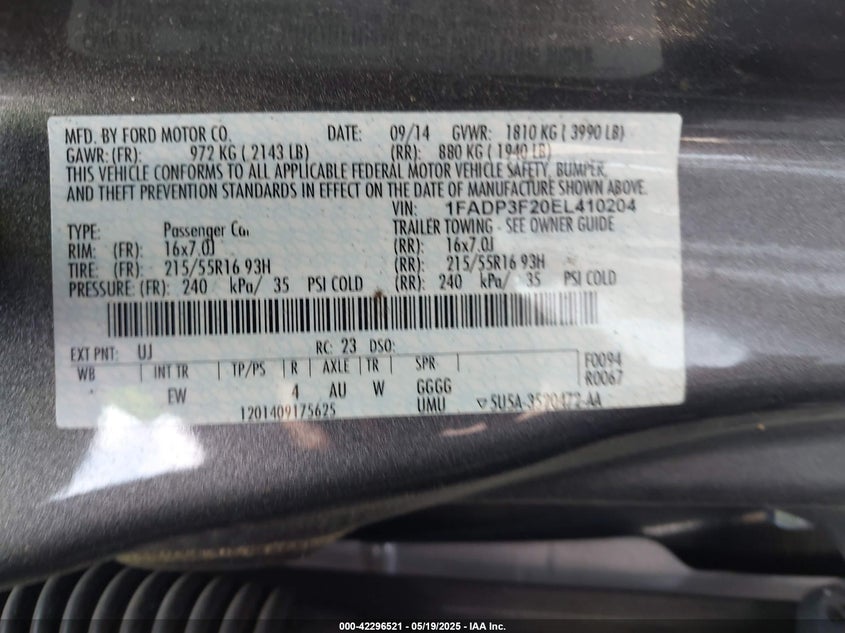 MFD. BY FORD MOTOR CO. DATE: 09/14 GVWR: 1810 KG ( 3990 LB)
GAWR: (FR): 972 KG ( 2143 LB) (RR): 880 KG ( 1940 LB)
THIS VEHICLE CONFORMS TO ALL APPLICABLE FEDERAL MOTOR VEHICLE SAFETY, BUMPER,
AND THEFT PREVENTION STANDARDS IN EFFECT ON THE DATE OF MANUFACTURE SHOWN ABOVE.
VIN: 1FADP3F20EL410204
TYPE: Passenger Car TRAILER TOWING - SEE OWNER GUIDE
RIM: (FR): 16x7.0J (RR): 16x7.0J
TIRE: (FR): 215/55R16 93H (RR): 215/55R16 93H
PRESSURE: (FR): 240 kPa/ 35 PSI COLD (RR): 240 kPa/ 35 PSI COLD
EXT PNT: UJ RC: 23 DSO:
WB INT TR TP/PS R AXLE TR SPR F0094
EW 4 AU W GGGG R0067
1201409175625 UMU 5U5A-3520472-AA
000-42296521 - 05/19/2025 - IAA Inc.